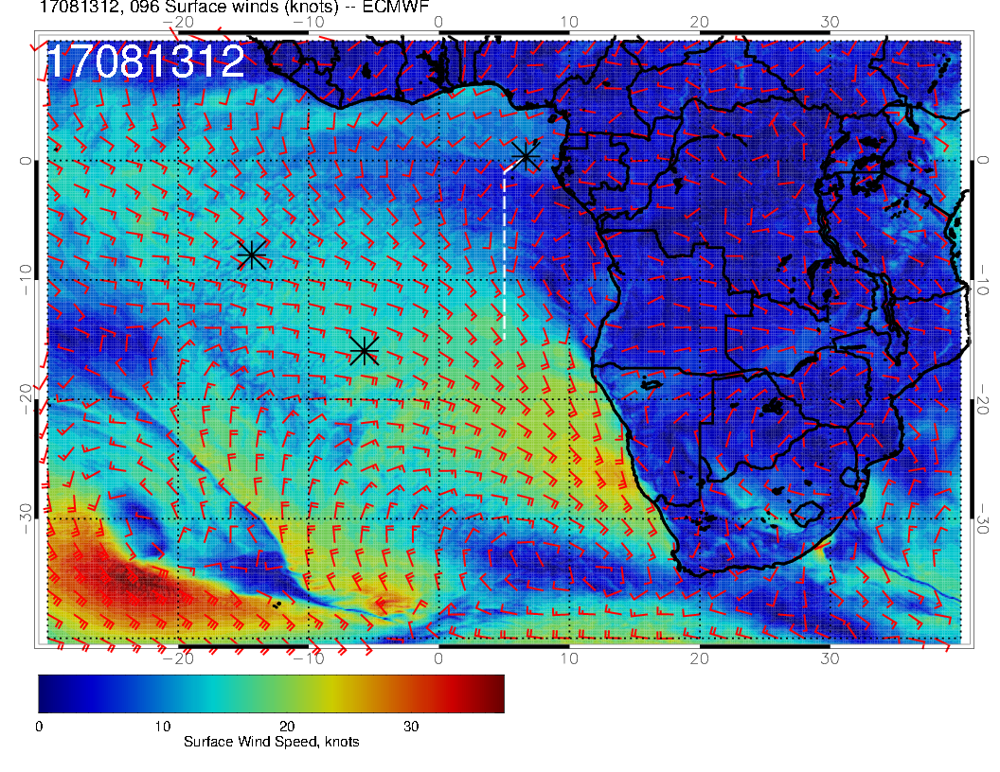 17081312, 096 Surface winds (knots) -- ECMWF
−20 −10 0 10 20 30
17081312
0 0
−10 −10
−20 −20
−30 −30
−20 −10 0 10 20 30
0 10 20 30
Surface Wind Speed, knots